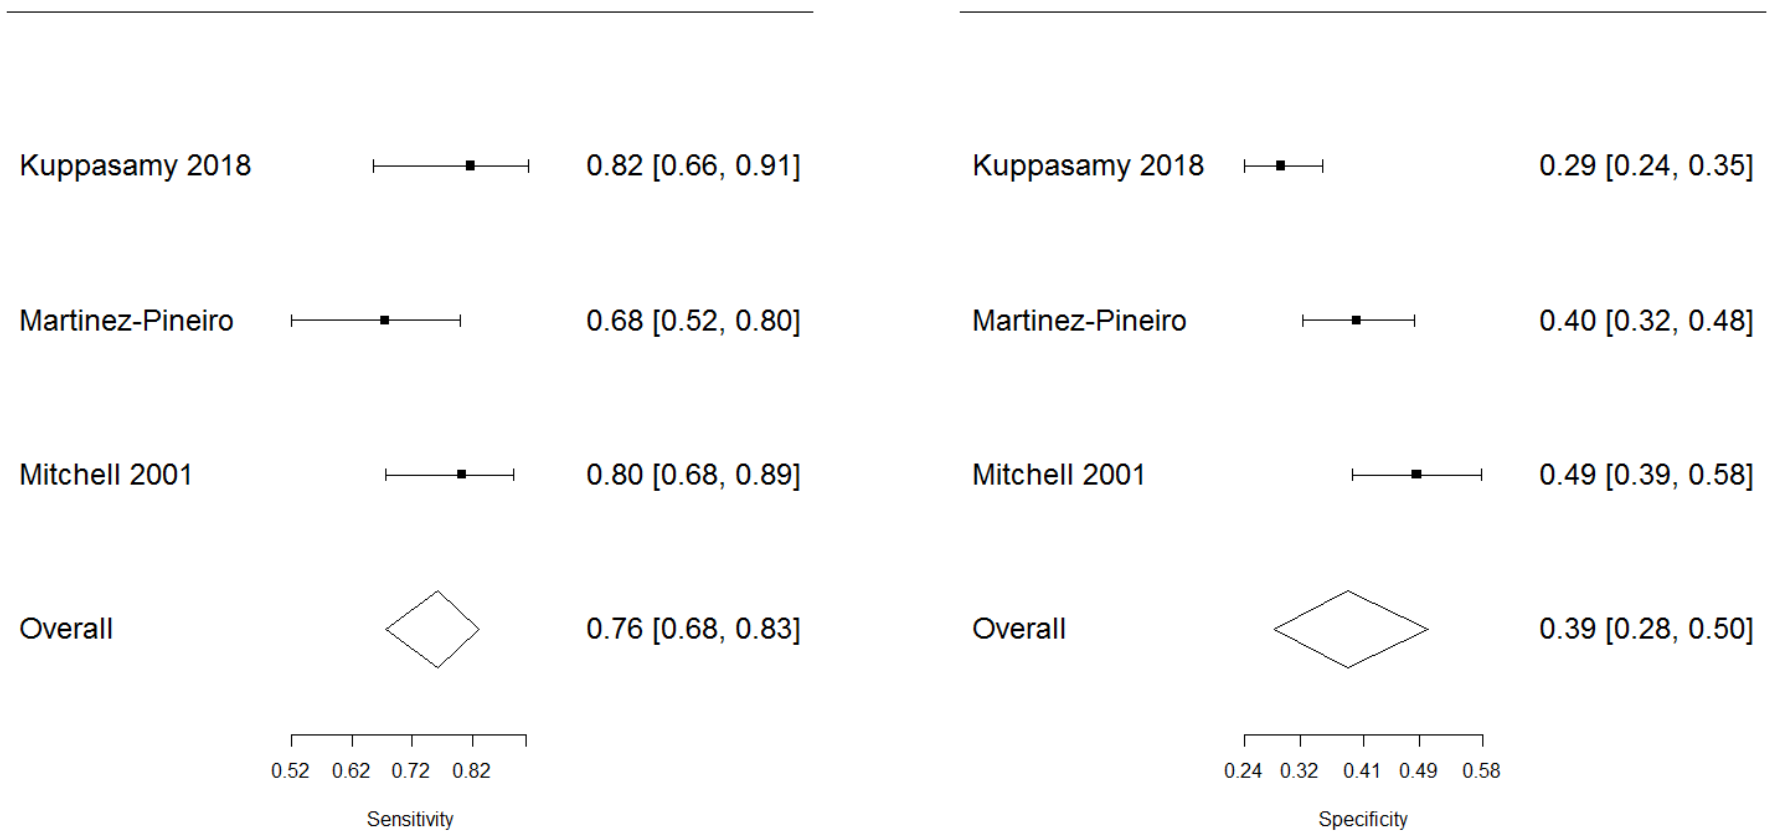 Kuppasamy 2018 0.82 [0.66, 0.91]
Martinez-Pineiro 0.68 [0.52, 0.80]
Mitchell 2001 0.80 [0.68, 0.89]
Overall 0.76 [0.68, 0.83]
0.52 0.62 0.72 0.82
Sensitivity
Kuppasamy 2018 0.29 [0.24, 0.35]
Martinez-Pineiro 0.40 [0.32, 0.48]
Mitchell 2001 0.49 [0.39, 0.58]
Overall 0.39 [0.28, 0.50]
0.24 0.32 0.41 0.49 0.58
Specificity